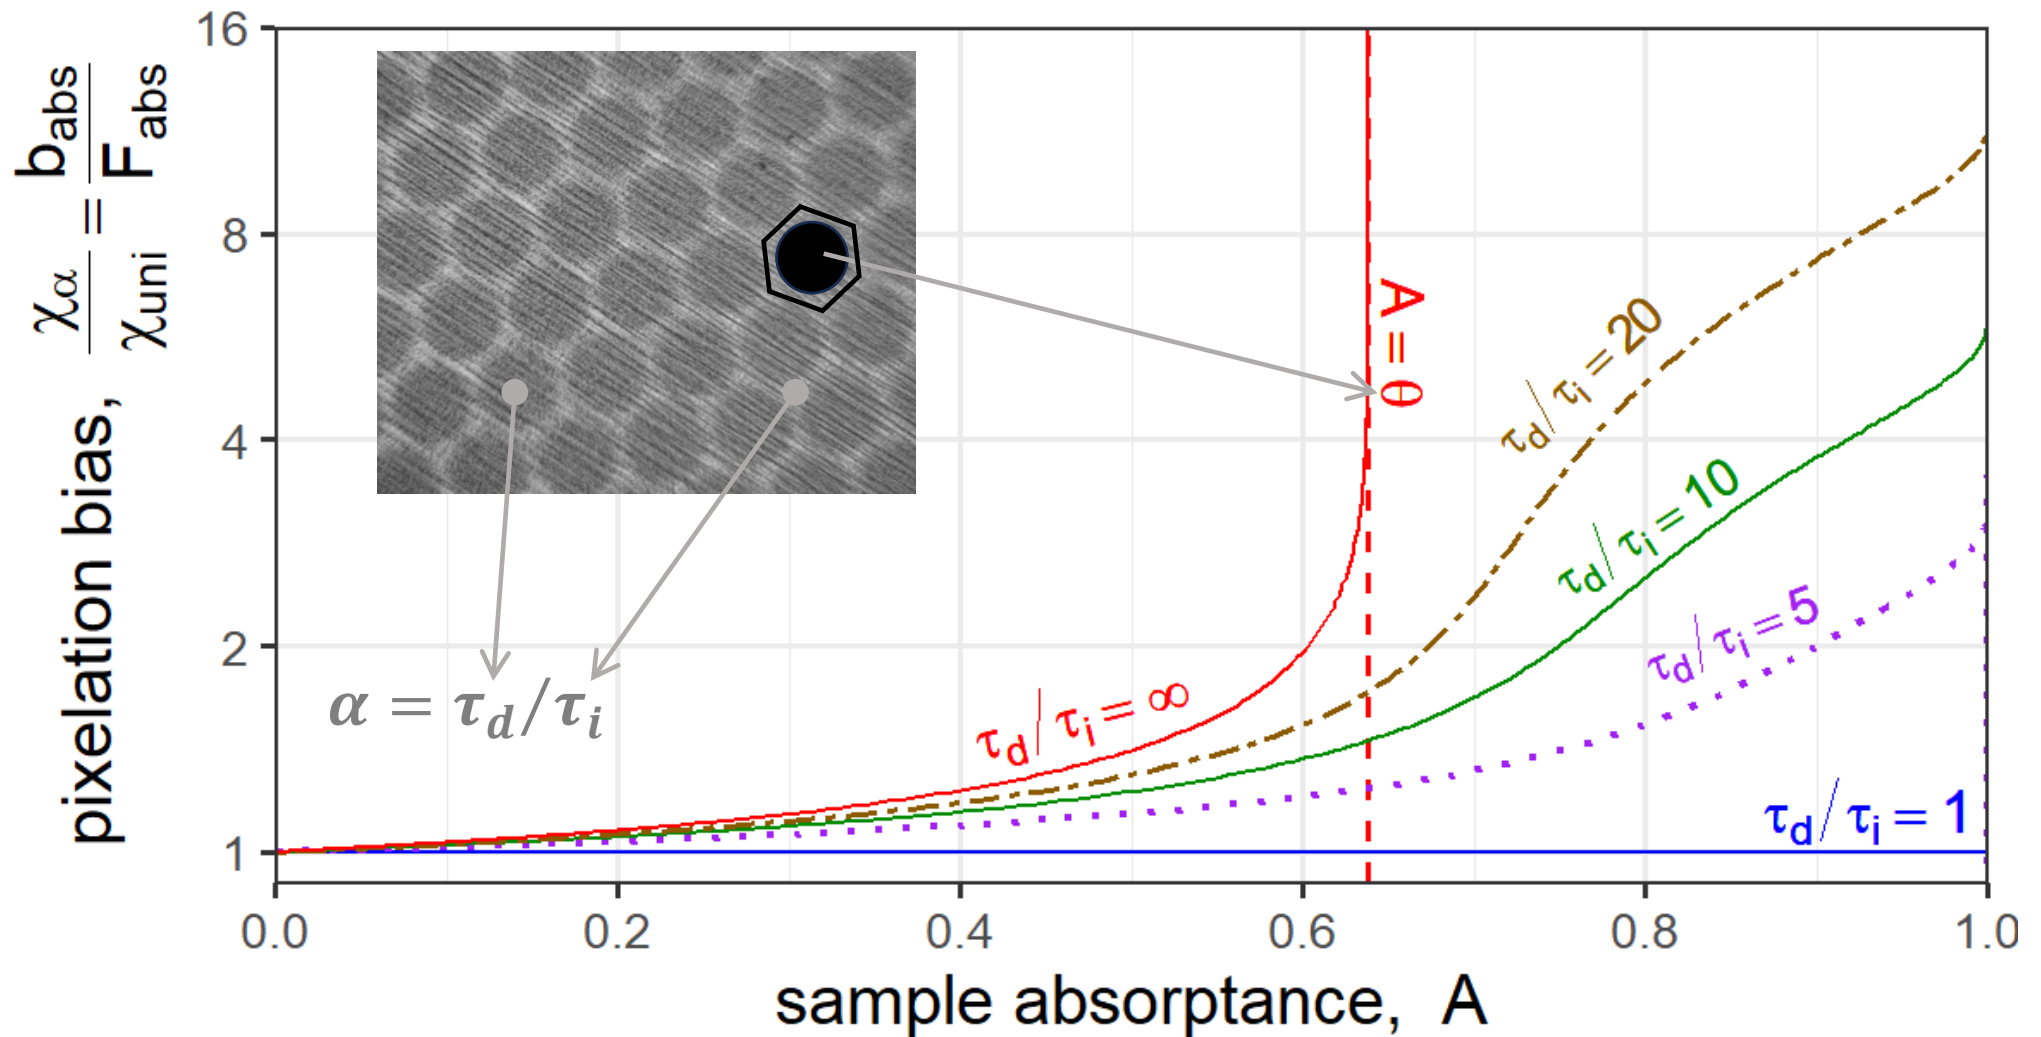 pixelation bias, χα/χuni = babs/Fabs
16
8
4
2
1
A = θ
τd/τi = 20
τd/τi = 10
τd/τi = 5
τd/τi = ∞
τd/τi = 1
α = τd/τi
0.0 0.2 0.4 0.6 0.8 1.0
sample absorptance, A